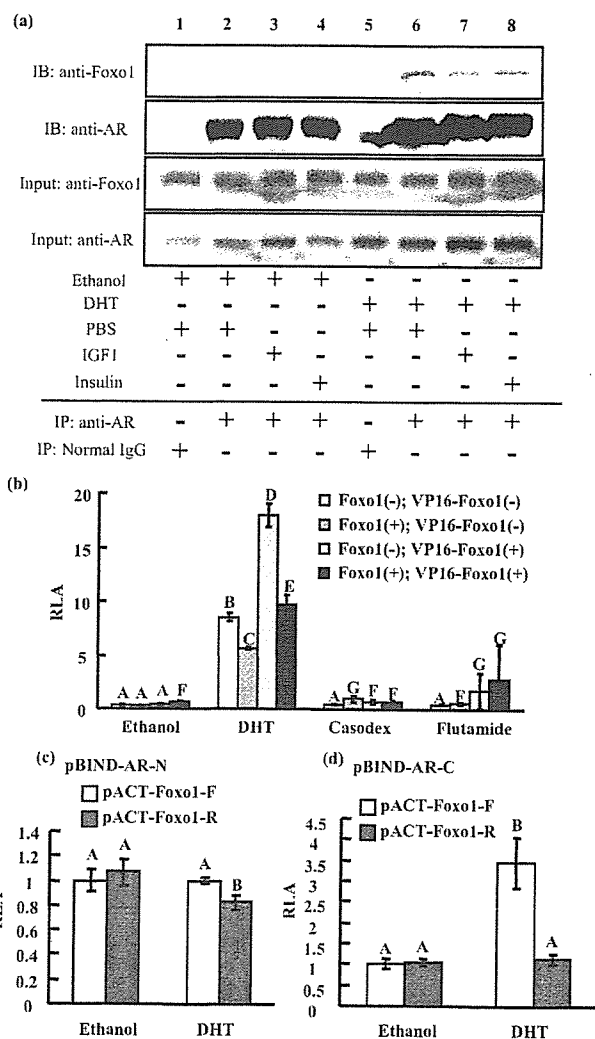 (a)
1 2 3 4 5 6 7 8
IB: anti-Foxo1
IB: anti-AR
Input: anti-Foxo1
Input: anti-AR
Ethanol + + + + - - - -
DHT - - - - + + + +
PBS + + - - + + - -
IGF1 - - + - - - + -
Insulin - - - + - - - +
IP: anti-AR - + + + - + + +
IP: Normal IgG + - - - + - - -
(b)
Foxo1(-); VP16-Foxo1(-)
Foxo1(+); VP16-Foxo1(-)
Foxo1(-); VP16-Foxo1(+)
Foxo1(+); VP16-Foxo1(+)
RLA
20
15
10
5
0
A A A F
B C D E
A G F F
A F G G
Ethanol DHT Casodex Flutamide
(c) pBIND-AR-N
pACT-Foxo1-F
pACT-Foxo1-R
1.4
1.2
1
0.8
0.6
0.4
0.2
0
A A A B
Ethanol DHT
(d) pBIND-AR-C
pACT-Foxo1-F
pACT-Foxo1-R
RLA
4.5
4
3.5
3
2.5
2
1.5
1
0.5
0
A A B A
Ethanol DHT